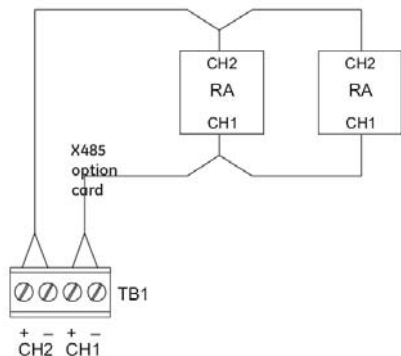 CH2
RA
CH1
CH2
RA
CH1
X485
option
card
TB1
+ − + −
CH2 CH1